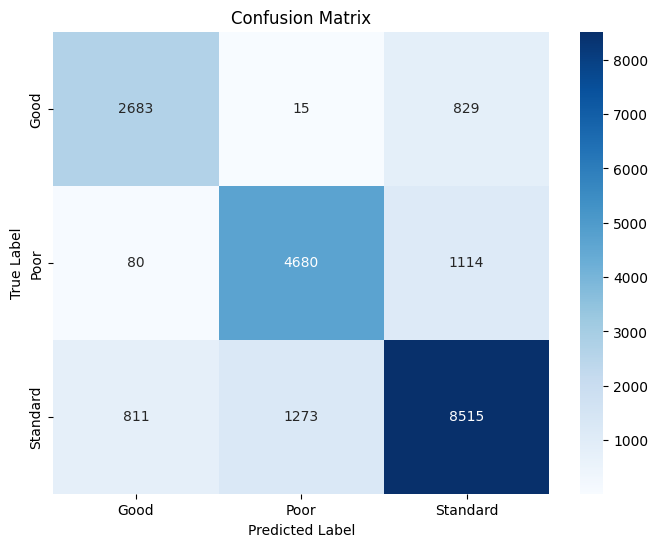 Confusion Matrix
Good 2683 15 829
Poor 80 4680 1114
Standard 811 1273 8515
Good Poor Standard
Predicted Label
True Label
8000
7000
6000
5000
4000
3000
2000
1000